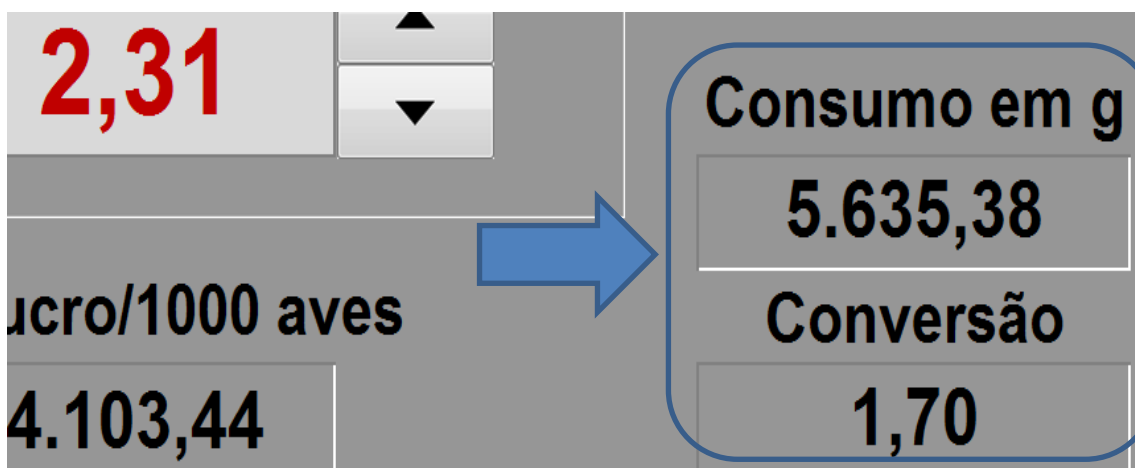 2,31
Consumo em g
5.635,38
ucro/1000 aves
Conversão
4.103,44
1,70